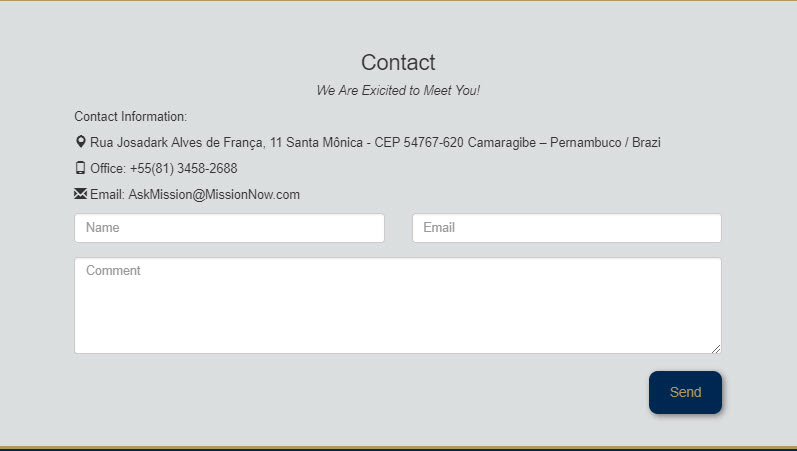 Contact
We Are Exicited to Meet You!
Contact Information:
Rua Josadark Alves de França, 11 Santa Mônica - CEP 54767-620 Camaragibe – Pernambuco / Brazi
Office: +55(81) 3458-2688
Email: AskMission@MissionNow.com
Name Email
Comment
Send